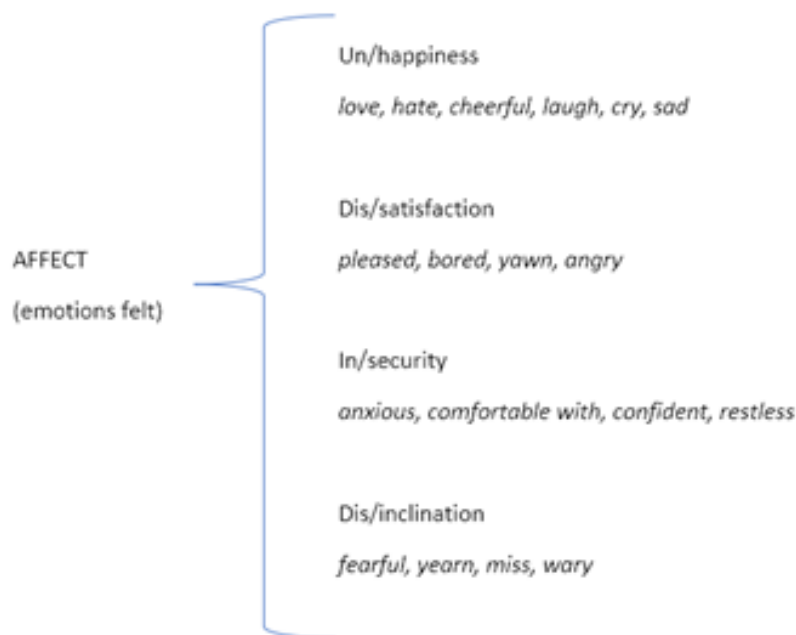 Un/happiness
love, hate, cheerful, laugh, cry, sad
Dis/satisfaction
AFFECT
pleased, bored, yawn, angry
(emotions felt)
In/security
anxious, comfortable with, confident, restless
Dis/inclination
fearful, yearn, miss, wary